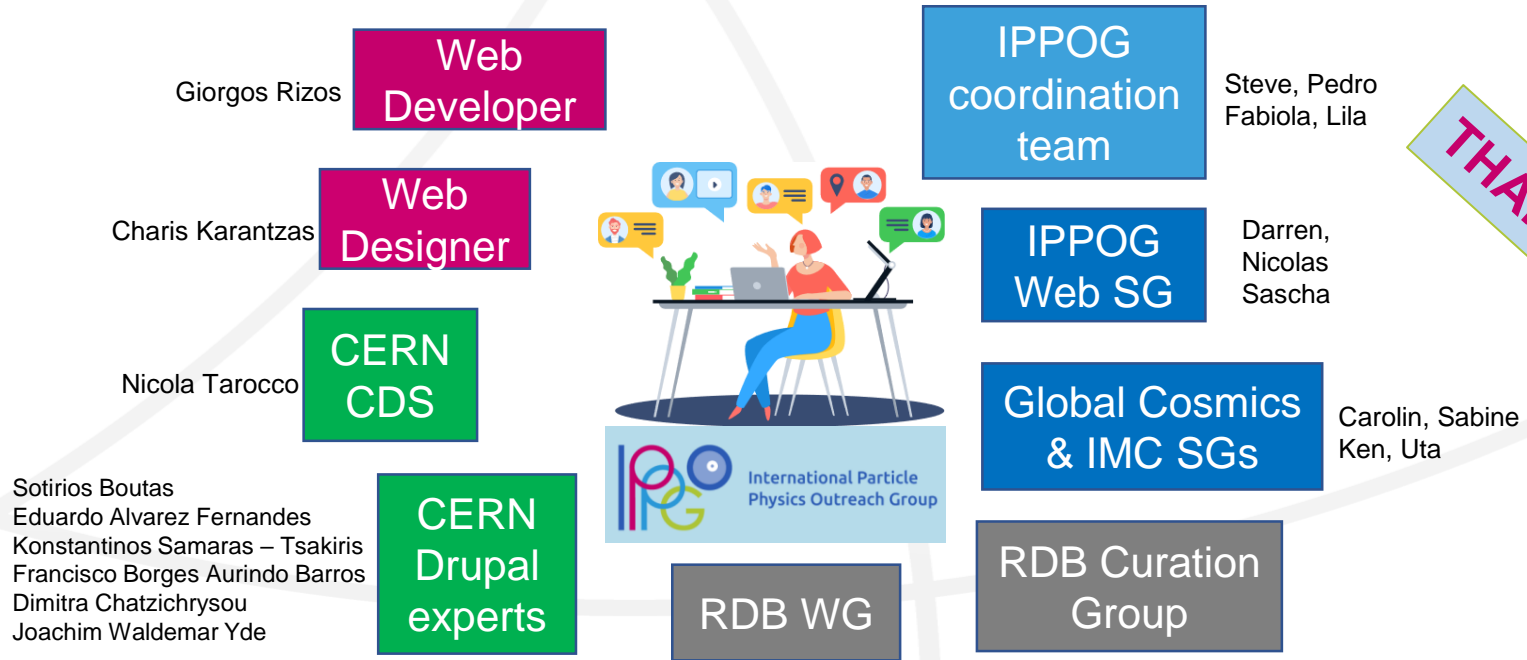 Giorgos Rizos
Web
Developer
Charis Karantzas
Web
Designer
Nicola Tarocco
CERN
CDS
Sotirios Boutas
Eduardo Alvarez Fernandes
Konstantinos Samaras – Tsakiris
Francisco Borges Aurindo Barros
Dimitra Chatzichrysou
Joachim Waldemar Yde
CERN
Drupal
experts
IPPOG
International Particle
Physics Outreach Group
RDB WG
IPPOG
coordination
team
Steve, Pedro
Fabiola, Lila
IPPOG
Web SG
Darren,
Nicolas
Sascha
Global Cosmics
& IMC SGs
Carolin, Sabine
Ken, Uta
RDB Curation
Group